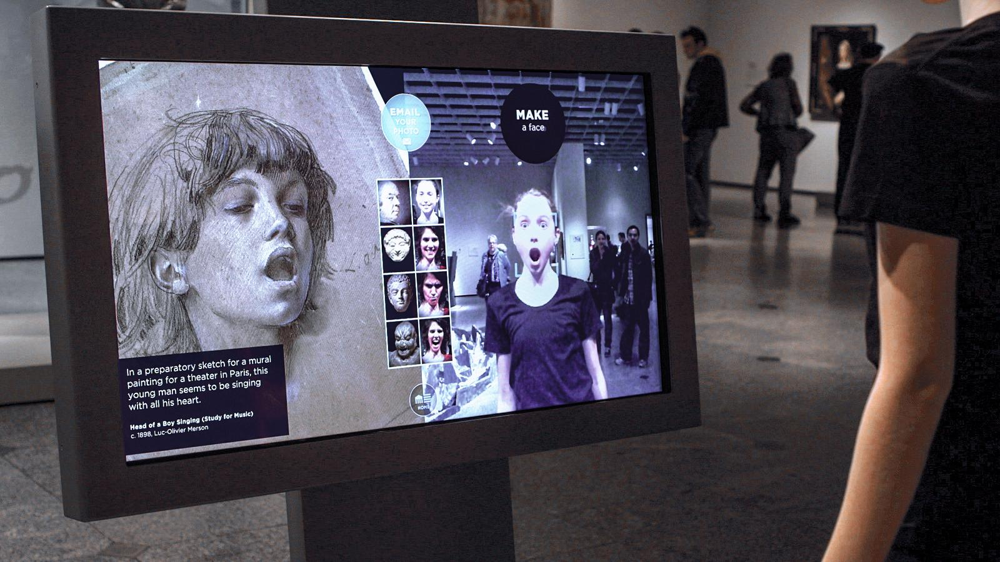 EMAIL
YOUR
PHOTO
MAKE
a face
In a preparatory sketch for a mural
painting for a theater in Paris, this
young man seems to be singing
with all his heart.
Head of a Boy Singing (Study for Music)
c. 1898, Luc-Olivier Merson
HOME